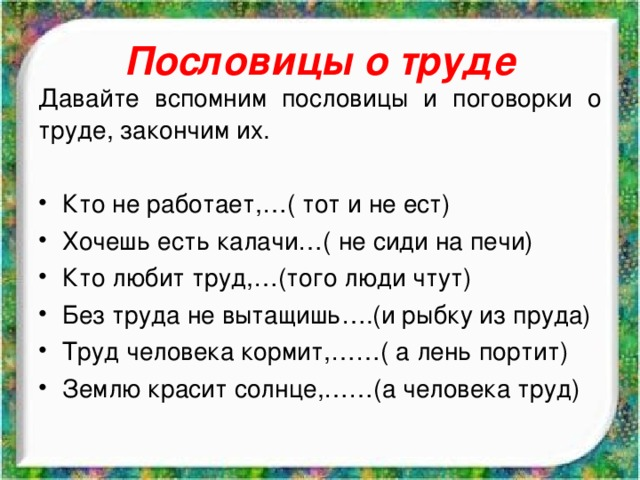 Пословицы о труде
Давайте вспомним пословицы и поговорки о
труде, закончим их.
• Кто не работает,…( тот и не ест)
• Хочешь есть калачи…( не сиди на печи)
• Кто любит труд,…(того люди чтут)
• Без труда не вытащишь….(и рыбку из пруда)
• Труд человека кормит,……( а лень портит)
• Землю красит солнце,……(а человека труд)